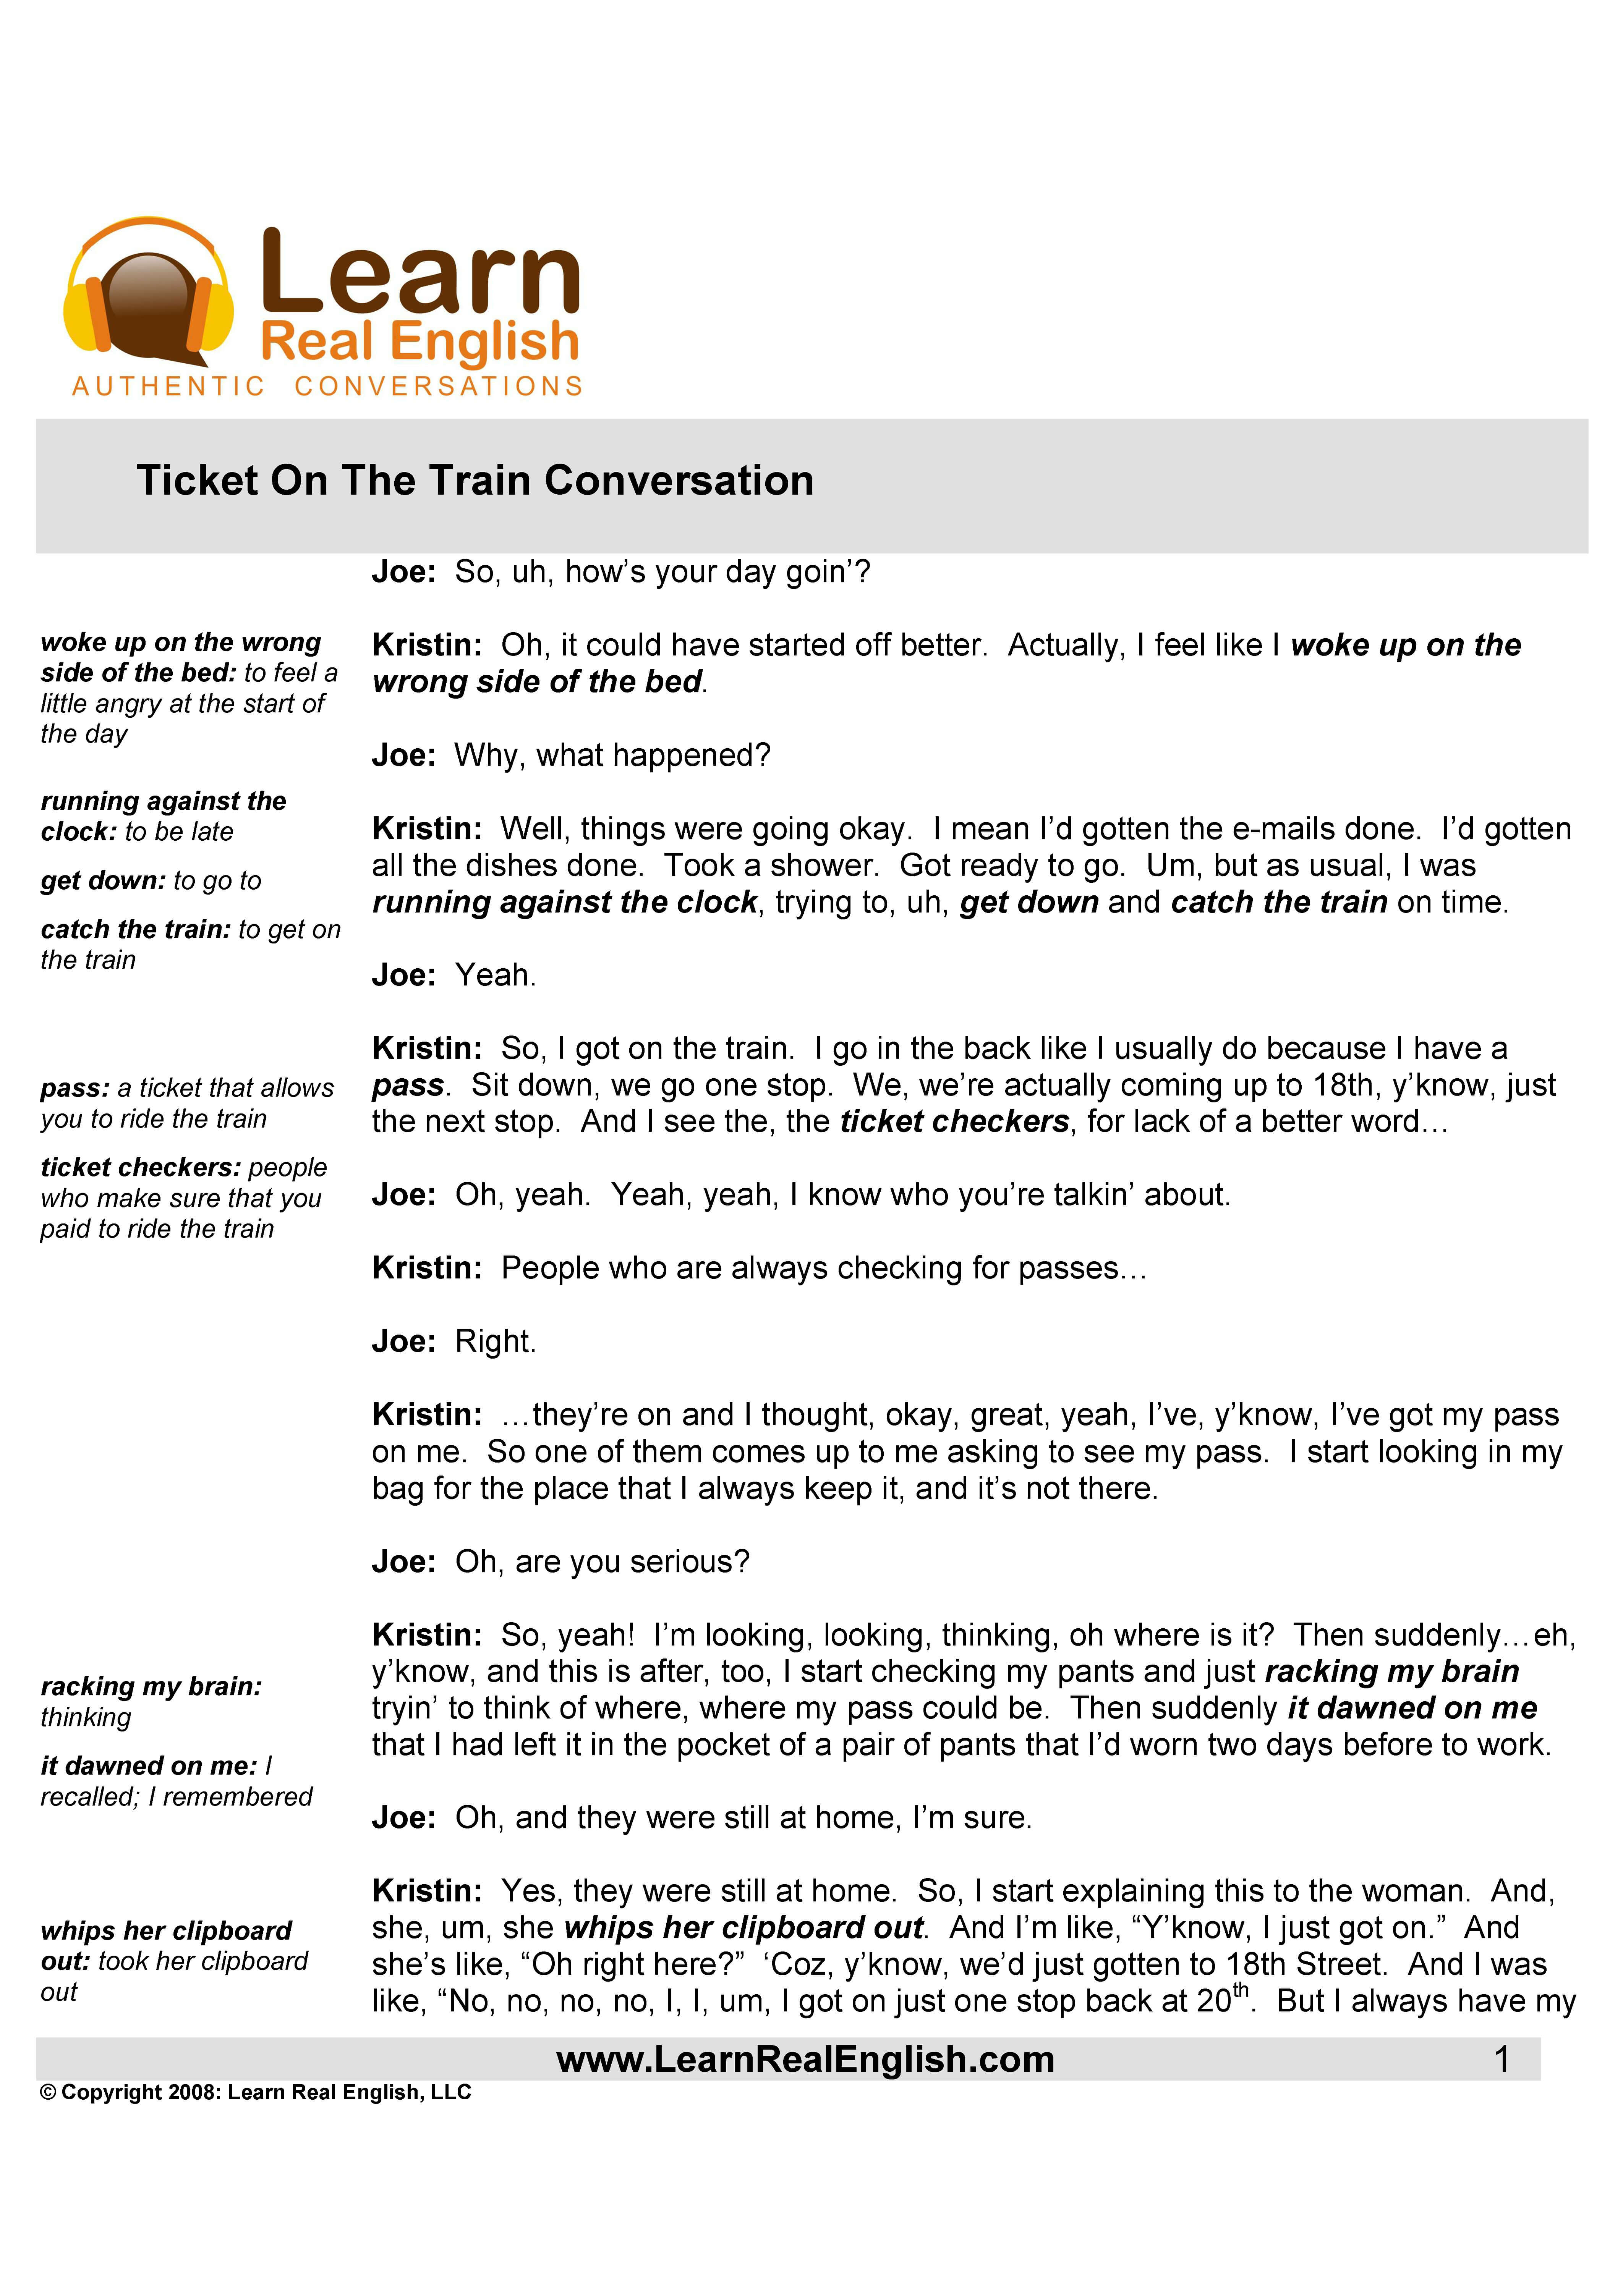 Learn
Real English
AUTHENTIC CONVERSATIONS
Ticket On The Train Conversation
Joe: So, uh, how’s your day goin’?
woke up on the wrong
side of the bed: to feel a
little angry at the start of
the day
Kristin: Oh, it could have started off better. Actually, I feel like I woke up on the
wrong side of the bed.
Joe: Why, what happened?
running against the
clock: to be late
get down: to go to
catch the train: to get on
the train
Kristin: Well, things were going okay. I mean I’d gotten the e-mails done. I’d gotten
all the dishes done. Took a shower. Got ready to go. Um, but as usual, I was
running against the clock, trying to, uh, get down and catch the train on time.
Joe: Yeah.
pass: a ticket that allows
you to ride the train
ticket checkers: people
who make sure that you
paid to ride the train
Kristin: So, I got on the train. I go in the back like I usually do because I have a
pass. Sit down, we go one stop. We, we’re actually coming up to 18th, y’know, just
the next stop. And I see the, the ticket checkers, for lack of a better word…
Joe: Oh, yeah. Yeah, yeah, I know who you’re talkin’ about.
Kristin: People who are always checking for passes…
Joe: Right.
Kristin: …they’re on and I thought, okay, great, yeah, I’ve, y’know, I’ve got my pass
on me. So one of them comes up to me asking to see my pass. I start looking in my
bag for the place that I always keep it, and it’s not there.
Joe: Oh, are you serious?
racking my brain:
thinking
it dawned on me: I
recalled; I remembered
Kristin: So, yeah! I’m looking, looking, thinking, oh where is it? Then suddenly…eh,
y’know, and this is after, too, I start checking my pants and just racking my brain
tryin’ to think of where, where my pass could be. Then suddenly it dawned on me
that I had left it in the pocket of a pair of pants that I’d worn two days before to work.
Joe: Oh, and they were still at home, I’m sure.
whips her clipboard
out: took her clipboard
out
Kristin: Yes, they were still at home. So, I start explaining this to the woman. And,
she, um, she whips her clipboard out. And I’m like, “Y’know, I just got on.” And
she’s like, “Oh right here?” ‘Coz, y’know, we’d just gotten to 18th Street. And I was
like, “No, no, no, no, I, I, um, I got on just one stop back at 20th. But I always have my
www.LearnRealEnglish.com 1
© Copyright 2008: Learn Real English, LLC